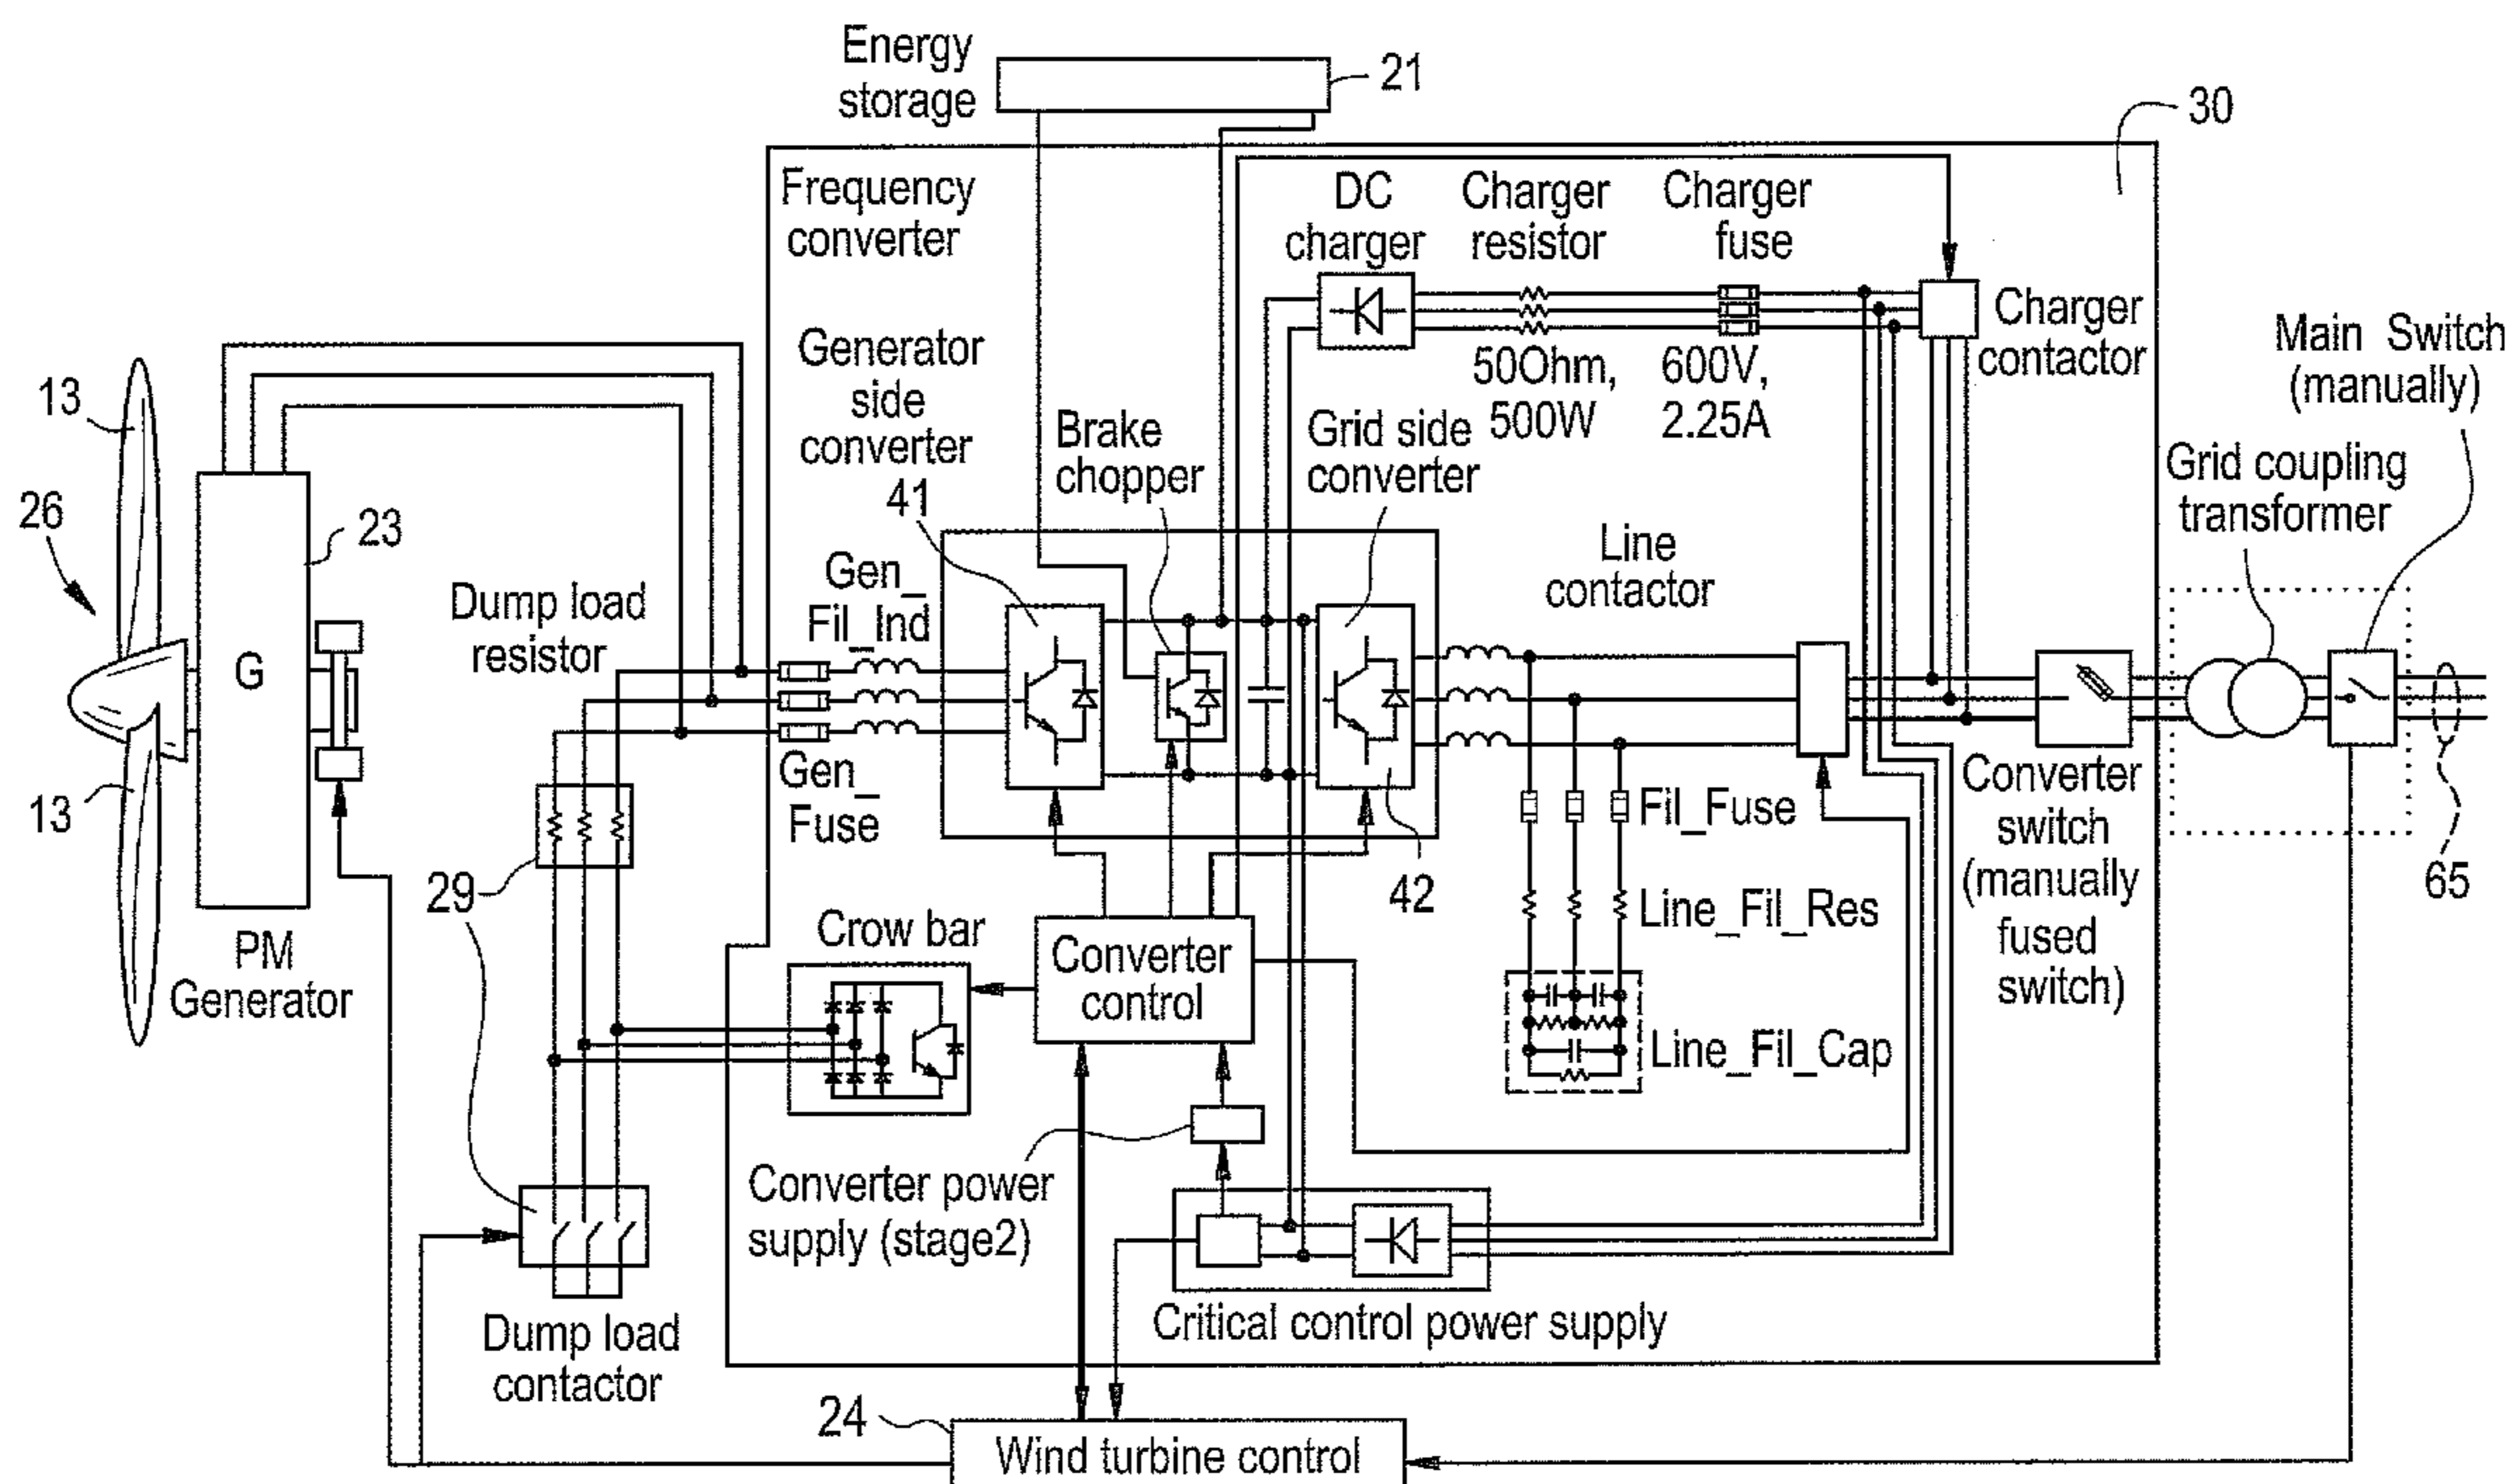 Energy
storage
21
30
Frequency
converter
DC
charger
Charger
resistor
Charger
fuse
Charger
contactor
Main Switch
(manually)
Generator
side
converter
41
50Ohm,
500W
600V,
2.25A
13
Brake
chopper
Grid side
converter
Grid coupling
transformer
26
23
Line
contactor
Gen_
Fil_Ind
Dump load
resistor
G
Gen_
Fuse
13
Converter
switch
(manually
fused
switch)
Fil_Fuse
65
29
42
Line_Fil_Res
Crow bar
PM
Generator
Converter
control
Line_Fil_Cap
Converter power
supply (stage2)
Critical control power supply
Dump load
contactor
24
Wind turbine control